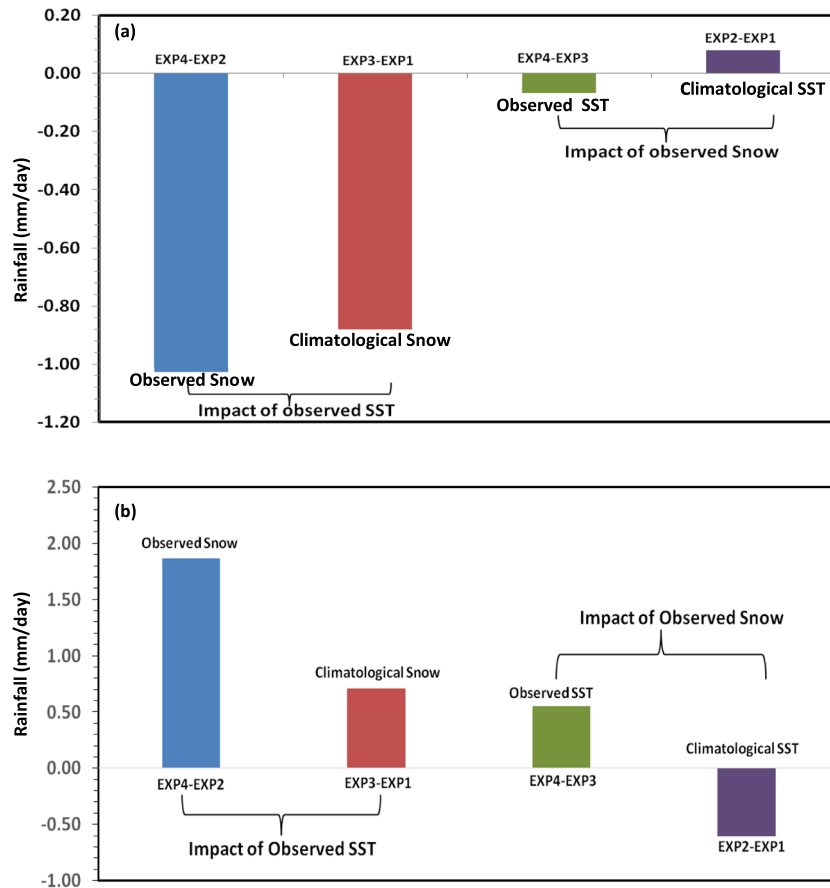 0.20
(a)
EXP4-EXP2
EXP3-EXP1
EXP4-EXP3
EXP2-EXP1
0.00
Observed SST
Climatological SST
-0.20
Impact of observed Snow
-0.40
-0.60
-0.80
Climatological Snow
-1.00
Observed Snow
Impact of observed SST
-1.20
Rainfall (mm/day)
2.50
(b)
2.00
Observed Snow
1.50
Impact of Observed Snow
1.00
Climatological Snow
Observed SST
0.50
Climatological SST
0.00
EXP4-EXP2
EXP3-EXP1
EXP4-EXP3
-0.50
Impact of Observed SST
EXP2-EXP1
-1.00
Rainfall (mm/day)